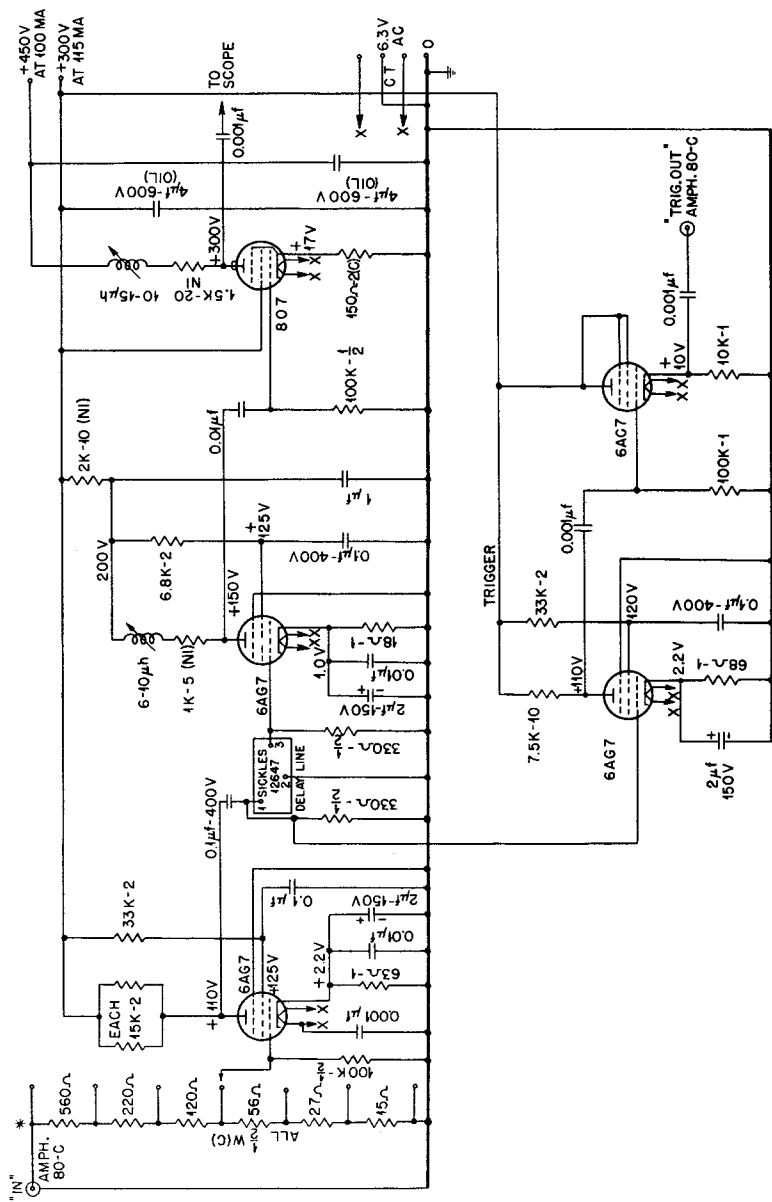 +450V
AT 100 MA
+300V
AT 115 MA
TO
SCOPE
0.001µf
6.3V
AC
C T
X
X
0
4µf-600V
(OIL)
4µf-600V
(OIL)
10-15µh
1.5K-20
NI
+300V
807
+
17V
X
X
150Ω-2(C)
100K-½
0.01µf
2K-10 (NI)
1µf
200V
6.8K-2
+
125V
0.1µf-400V
6-10µh
1K-5 (NI)
+150V
6AG7
1.0V
XX
18Ω-1
0.01µf
+
-
2µf-150V
330Ω-½
1
SICKLES
12647
2
3
DELAY LINE
330Ω-½
0.1µf-400V
33K-2
EACH
15K-2
+110V
6AG7
+125V
0.1µf
+2.2V
+
-
2µf-150V
0.01µf
63Ω-1
X
X
0.001
µf
100K-½
*
560Ω
220Ω
120Ω
56Ω
27Ω
15Ω
ALL
½W(C)
"IN"
AMPH.
80-C
TRIGGER
"TRIG.OUT"
AMPH. 80-C
0.001µf
+
10V
X
X
10K-1
6AG7
100K-1
0.001µf
33K-2
120V
0.1µf-400V
7.5K-10
+110V
6AG7
2.2V
X
X
68Ω-1
+
-
2µf
150V